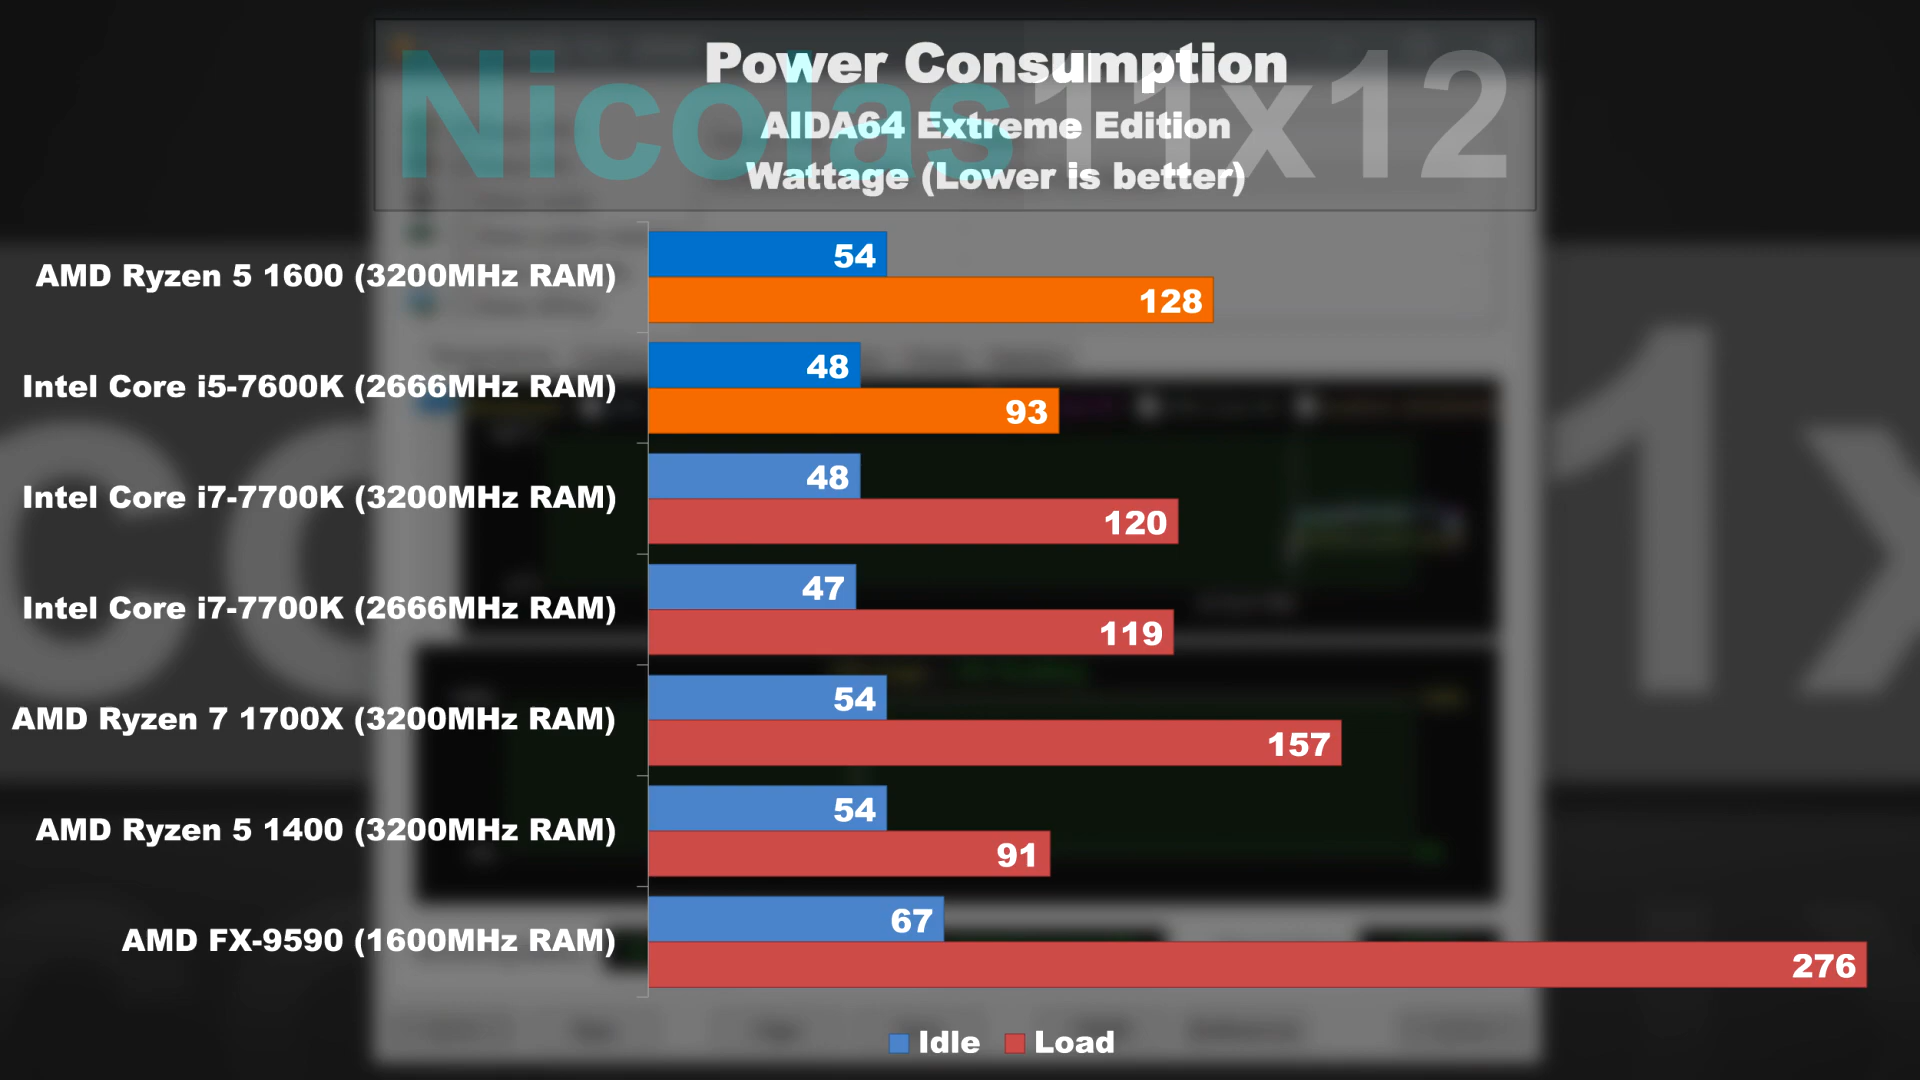 Nicolas11x12
Power Consumption
AIDA64 Extreme Edition
Wattage (Lower is better)
AMD Ryzen 5 1600 (3200MHz RAM)
54
128
Intel Core i5-7600K (2666MHz RAM)
48
93
Intel Core i7-7700K (3200MHz RAM)
48
120
Intel Core i7-7700K (2666MHz RAM)
47
119
AMD Ryzen 7 1700X (3200MHz RAM)
54
157
AMD Ryzen 5 1400 (3200MHz RAM)
54
91
AMD FX-9590 (1600MHz RAM)
67
276
Idle Load